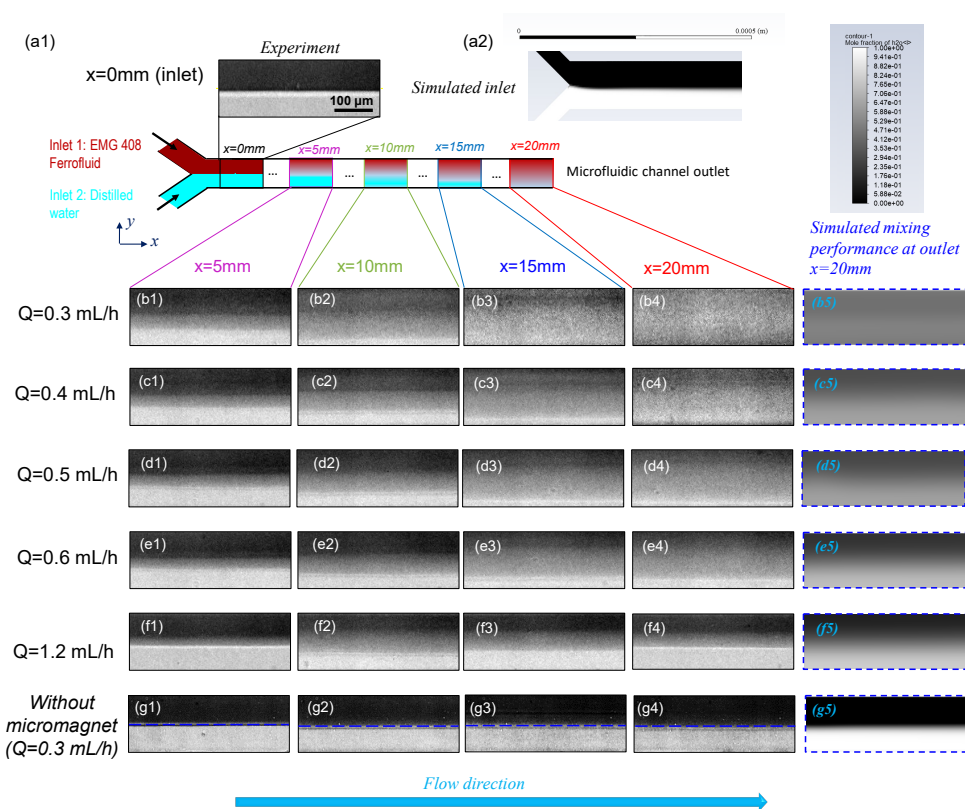 (a1)
Experiment
(a2)
0
0.0005 (m)
x=0mm (inlet)
Simulated inlet
100 µm
contour-1
Mole fraction of h2o<l>
1.00e+00
9.41e-01
8.82e-01
8.24e-01
7.65e-01
7.06e-01
6.47e-01
5.88e-01
5.29e-01
4.71e-01
4.12e-01
3.53e-01
2.94e-01
2.35e-01
1.76e-01
1.18e-01
5.88e-02
0.00e+00
Inlet 1: EMG 408
Ferrofluid
x=0mm
x=5mm
x=10mm
x=15mm
x=20mm
... ... ... ...
Microfluidic channel outlet
Inlet 2: Distilled
water
y
x
Simulated mixing
performance at outlet
x=20mm
x=5mm
x=10mm
x=15mm
x=20mm
Q=0.3 mL/h
(b1) (b2) (b3) (b4) (b5)
Q=0.4 mL/h
(c1) (c2) (c3) (c4) (c5)
Q=0.5 mL/h
(d1) (d2) (d3) (d4) (d5)
Q=0.6 mL/h
(e1) (e2) (e3) (e4) (e5)
Q=1.2 mL/h
(f1) (f2) (f3) (f4) (f5)
Without
micromagnet
(Q=0.3 mL/h)
(g1) (g2) (g3) (g4) (g5)
Flow direction